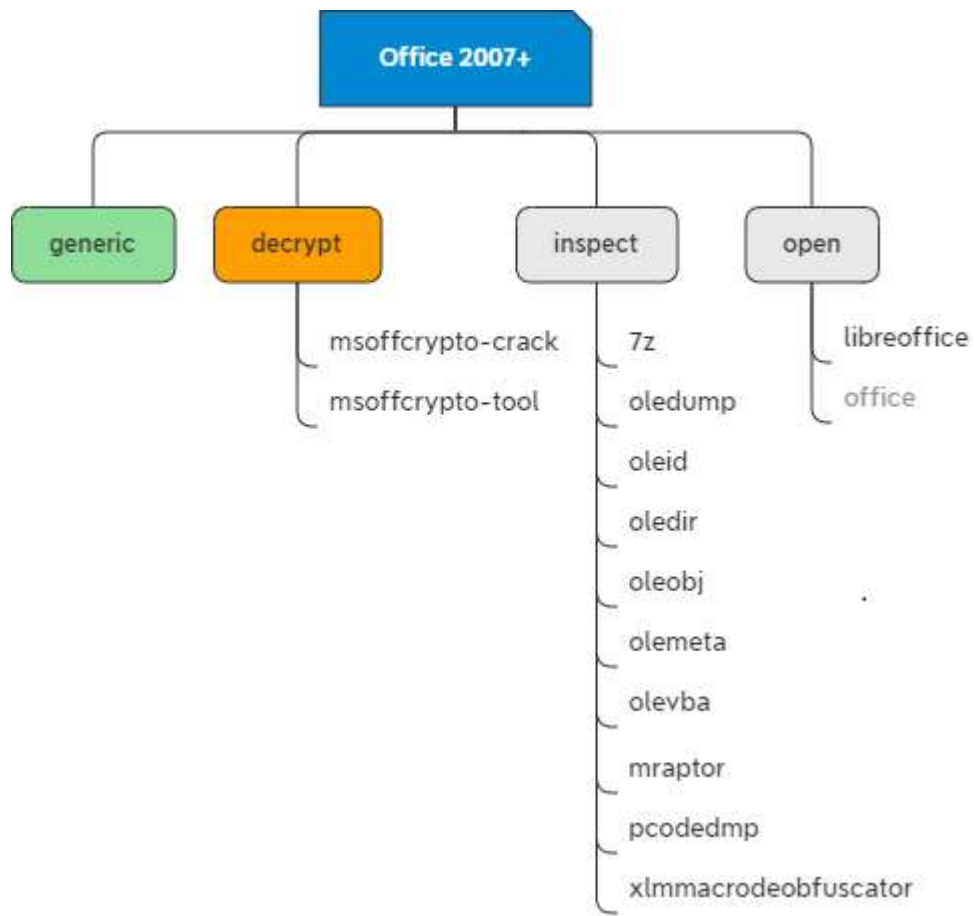 Office 2007+
generic
decrypt
inspect
open
msoffcrypto-crack
msoffcrypto-tool
7z
oledump
oleid
oledir
oleobj
olemeta
olevba
mraptor
pcodedmp
xlmmacrodeobfuscator
libreoffice
office